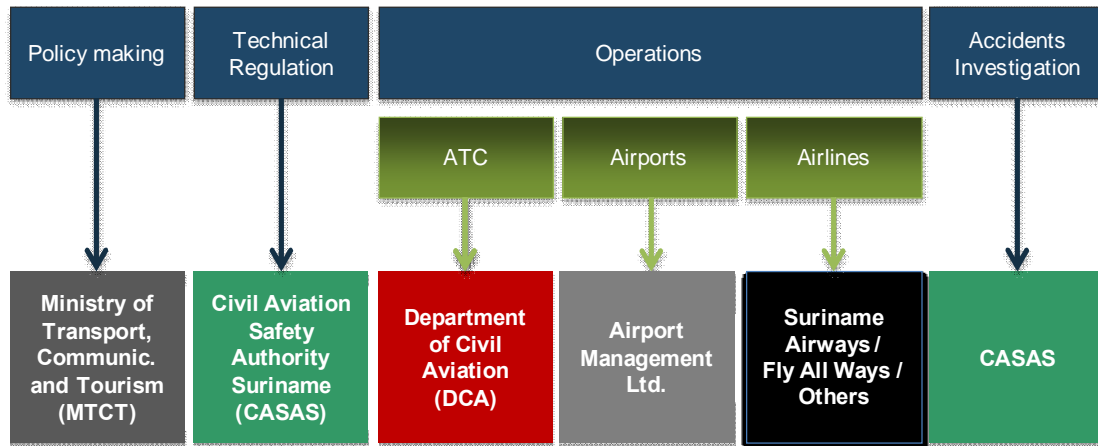 Policy making
Technical
Regulation
Operations
Accidents
Investigation
ATC
Airports
Airlines
Ministry of
Transport,
Communic.
and Tourism
(MTCT)
Civil Aviation
Safety
Authority
Suriname
(CASAS)
Department
of Civil
Aviation
(DCA)
Airport
Management
Ltd.
Suriname
Airways /
Fly All Ways /
Others
CASAS